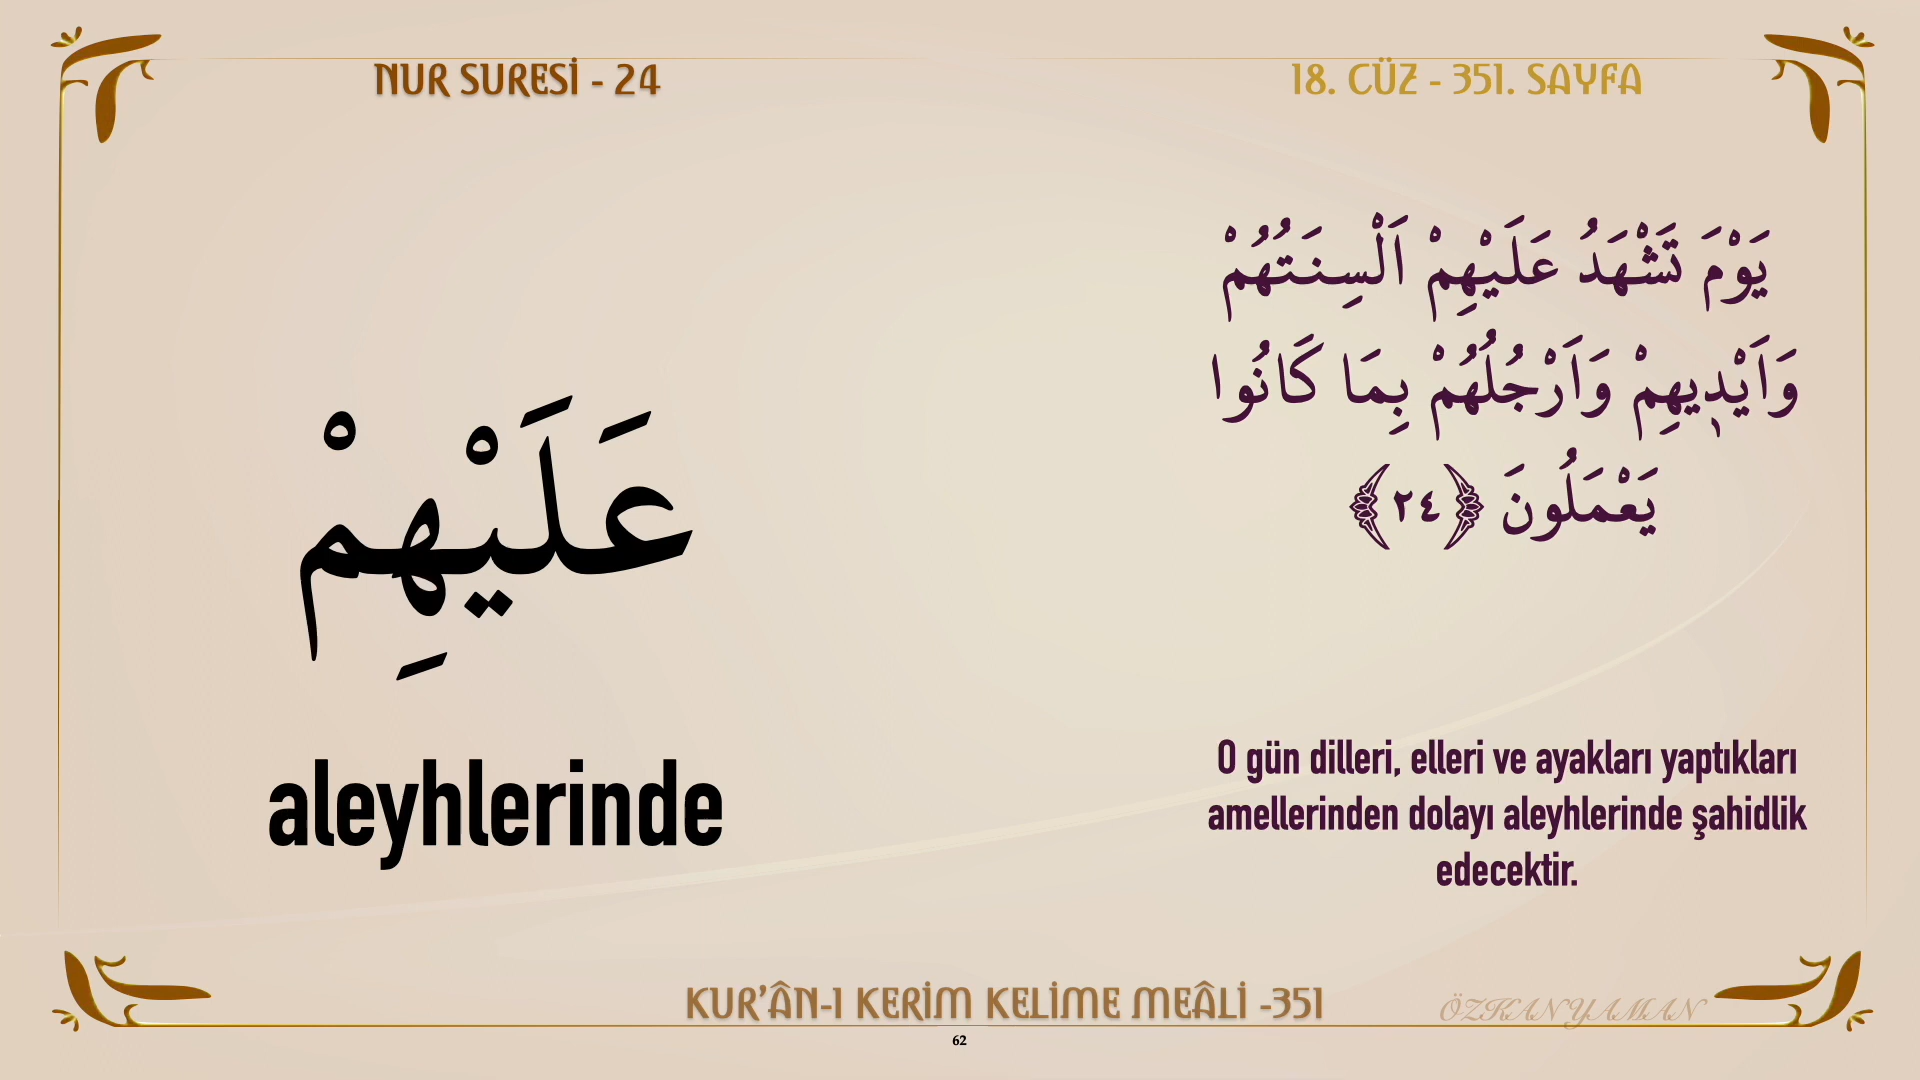 NUR SURESİ - 24
18. CÜZ - 351. SAYFA
يَوْمَ تَشْهَدُ عَلَيْهِمْ اَلْسِنَتُهُمْ
وَاَيْدٖيهِمْ وَاَرْجُلُهُمْ بِمَا كَانُوا
يَعْمَلُونَ ﴿٢٤﴾
عَلَيْهِمْ
aleyhlerinde
O gün dilleri, elleri ve ayakları yaptıkları
amellerinden dolayı aleyhlerinde şahidlik
edecektir.
KUR'ÂN-I KERİM KELİME MEÂLİ -351
ÖZKAN YAMAN
62